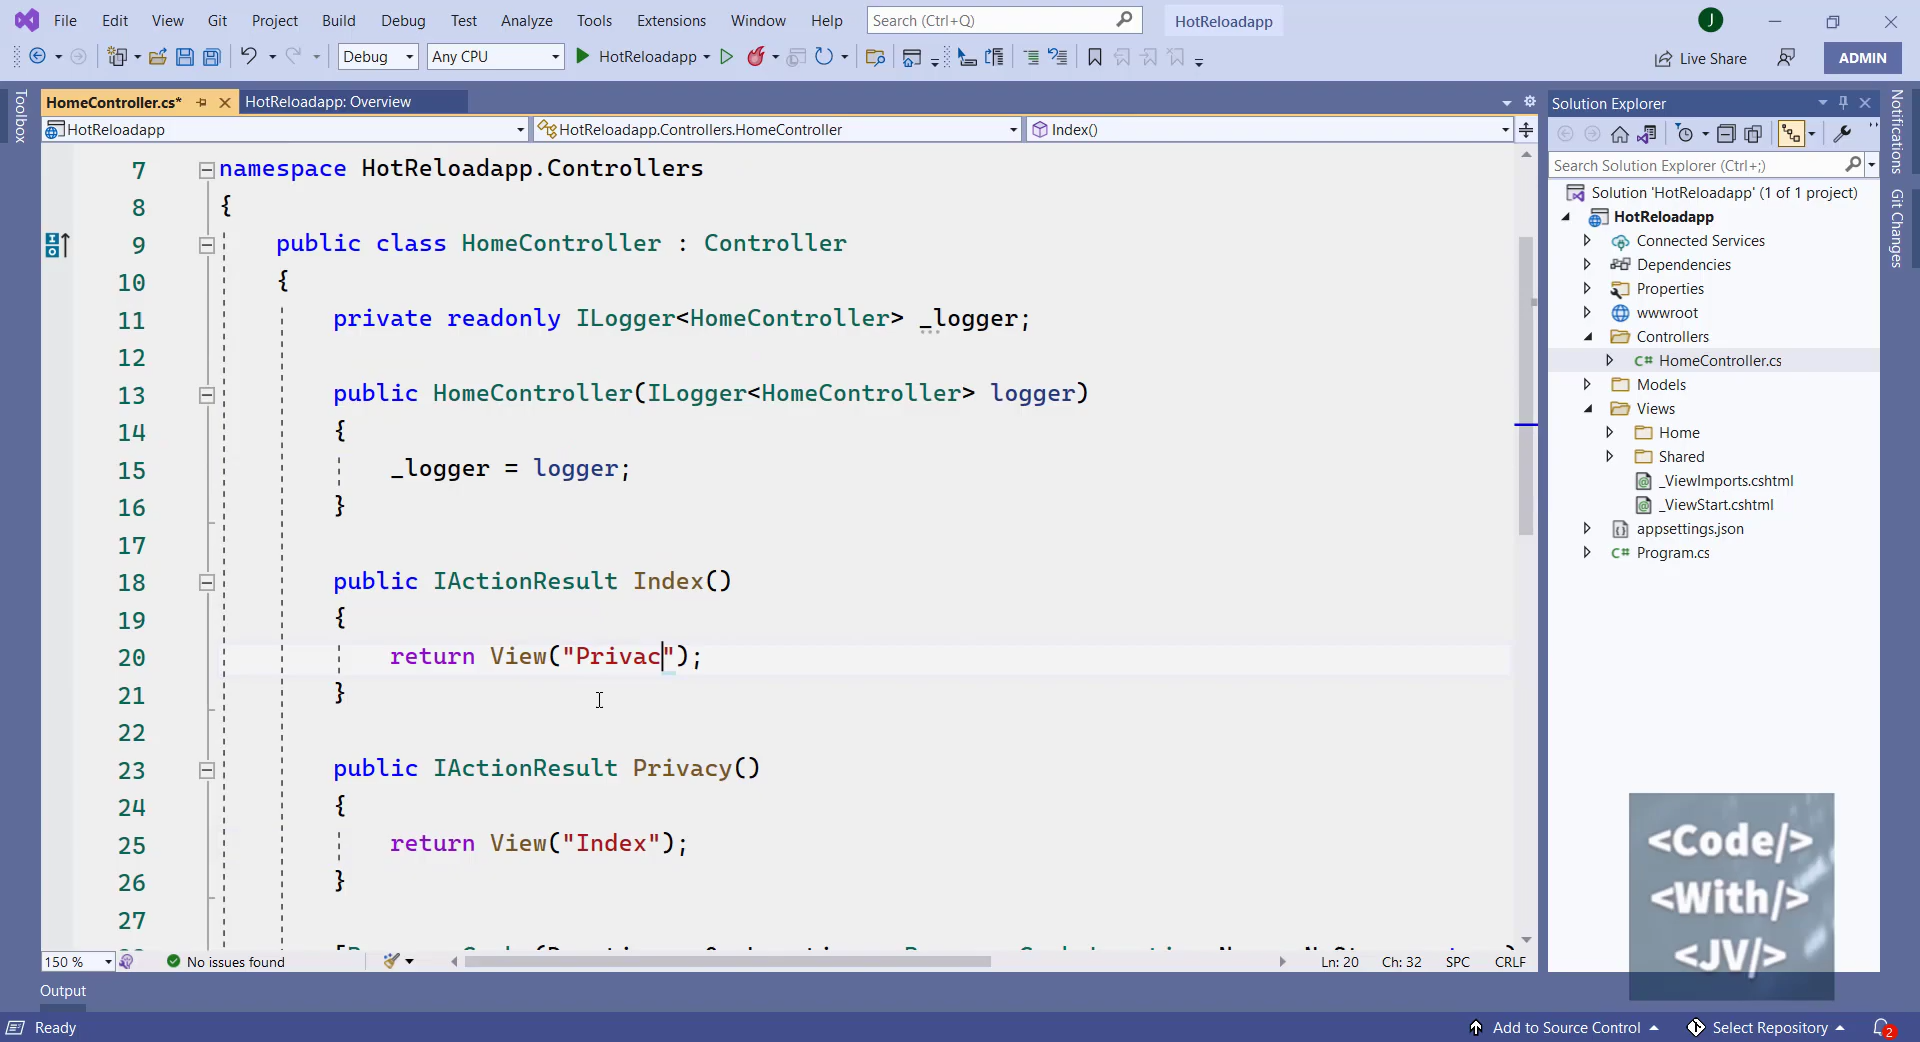 File Edit View Git Project Build Debug Test Analyze Tools Extensions Window Help Search (Ctrl+Q) HotReloadapp J
Debug Any CPU HotReloadapp Live Share ADMIN
Toolbox
HomeController.cs* HotReloadapp: Overview
HotReloadapp HotReloadapp.Controllers.HomeController Index()
7 namespace HotReloadapp.Controllers
8 {
9 public class HomeController : Controller
10 {
11 private readonly ILogger<HomeController> _logger;
12
13 public HomeController(ILogger<HomeController> logger)
14 {
15 _logger = logger;
16 }
17
18 public IActionResult Index()
19 {
20 return View("Privac");
21 }
22
23 public IActionResult Privacy()
24 {
25 return View("Index");
26 }
27
150 % No issues found Ln: 20 Ch: 32 SPC CRLF
Solution Explorer
Search Solution Explorer (Ctrl+;)
Solution 'HotReloadapp' (1 of 1 project)
HotReloadapp
Connected Services
Dependencies
Properties
wwwroot
Controllers
C# HomeController.cs
Models
Views
Home
Shared
_ViewImports.cshtml
_ViewStart.cshtml
appsettings.json
C# Program.cs
Notifications
Git Changes
<Code/>
<With/>
<JV/>
Output
Ready Add to Source Control Select Repository 2